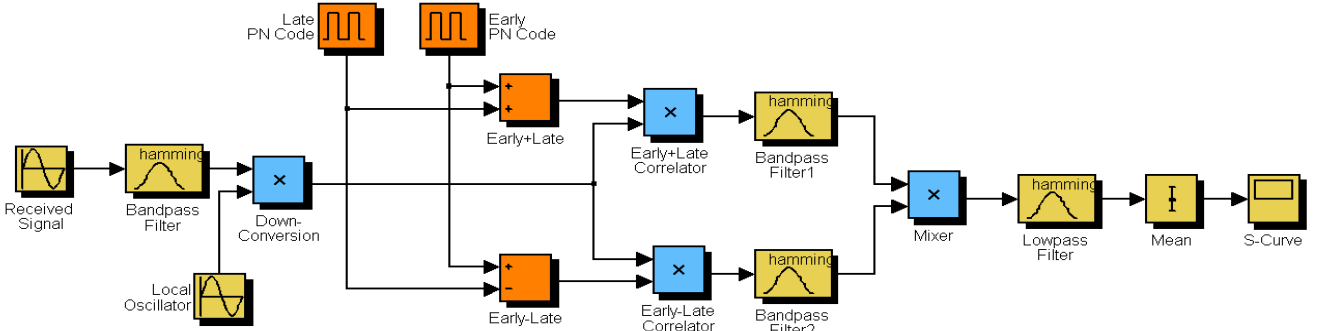 Late
PN Code
Early
PN Code
+
+
Early+Late
×
Early+Late
Correlator
hamming
Bandpass
Filter1
Received
Signal
hamming
Bandpass
Filter
×
Down-
Conversion
Local
Oscillator
+
−
Early-Late
×
Early-Late
Correlator
hamming
Bandpass
Filter2
×
Mixer
hamming
Lowpass
Filter
Mean
S-Curve